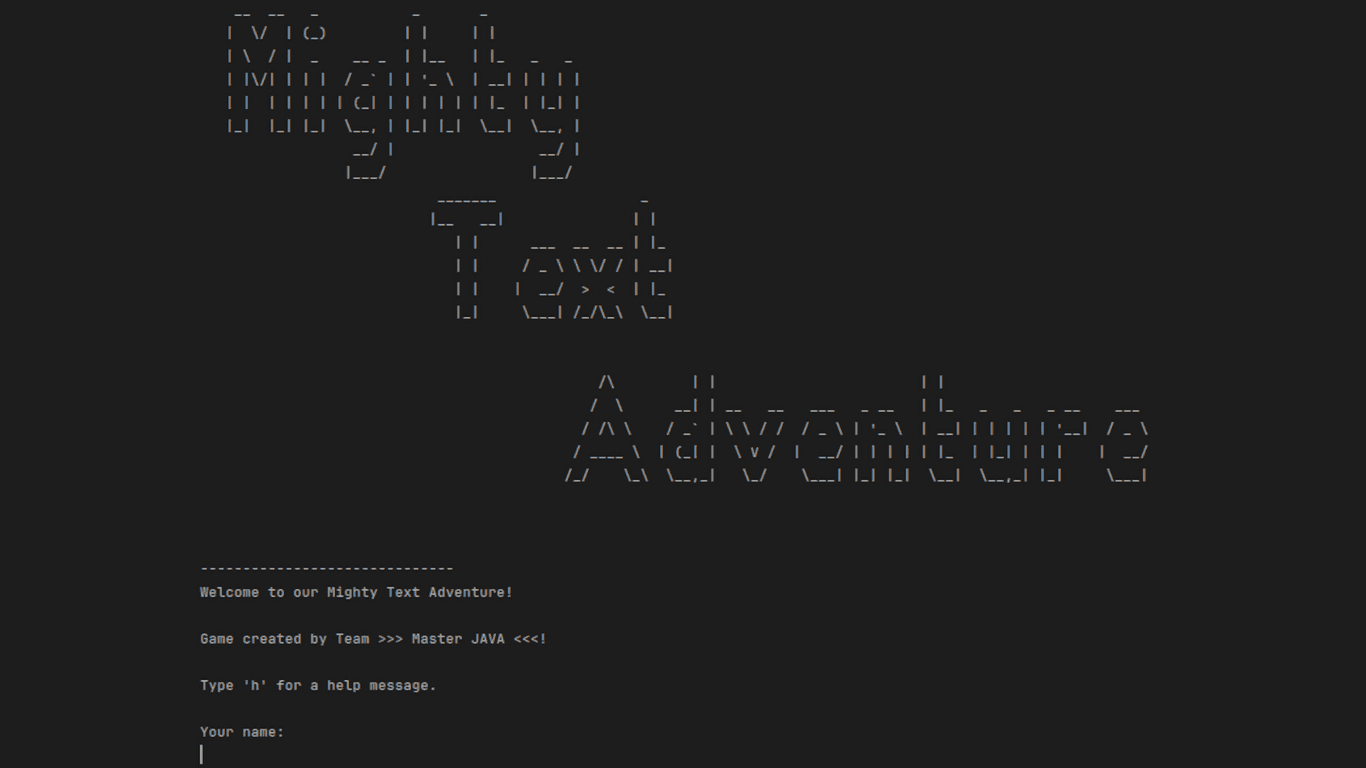 Mighty
Text
Adventure
------------------------------
Welcome to our Mighty Text Adventure!
Game created by Team >>> Master JAVA <<<!
Type 'h' for a help message.
Your name: